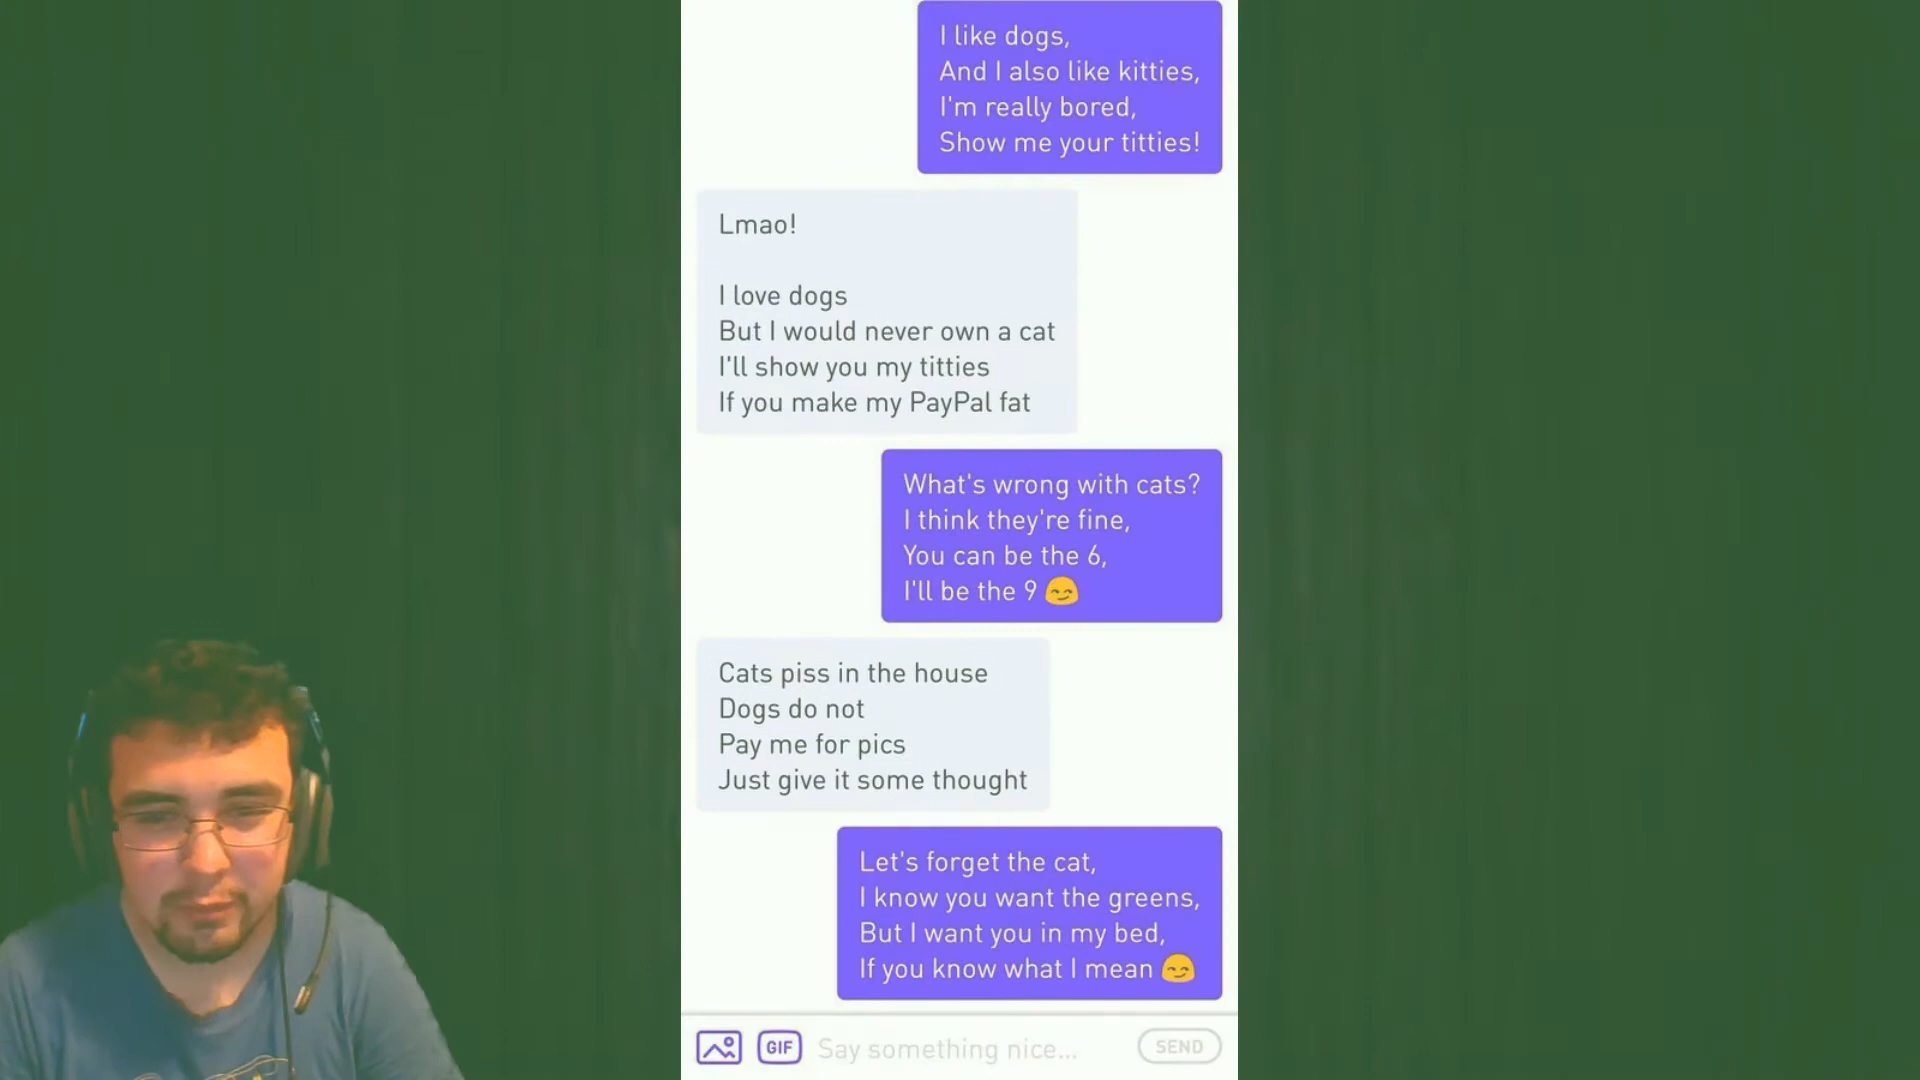 I like dogs,
And I also like kitties,
I'm really bored,
Show me your titties!
Lmao!
I love dogs
But I would never own a cat
I'll show you my titties
If you make my PayPal fat
What's wrong with cats?
I think they're fine,
You can be the 6,
I'll be the 9 😏
Cats piss in the house
Dogs do not
Pay me for pics
Just give it some thought
Let's forget the cat,
I know you want the greens,
But I want you in my bed,
If you know what I mean 😏
GIF
Say something nice...
SEND